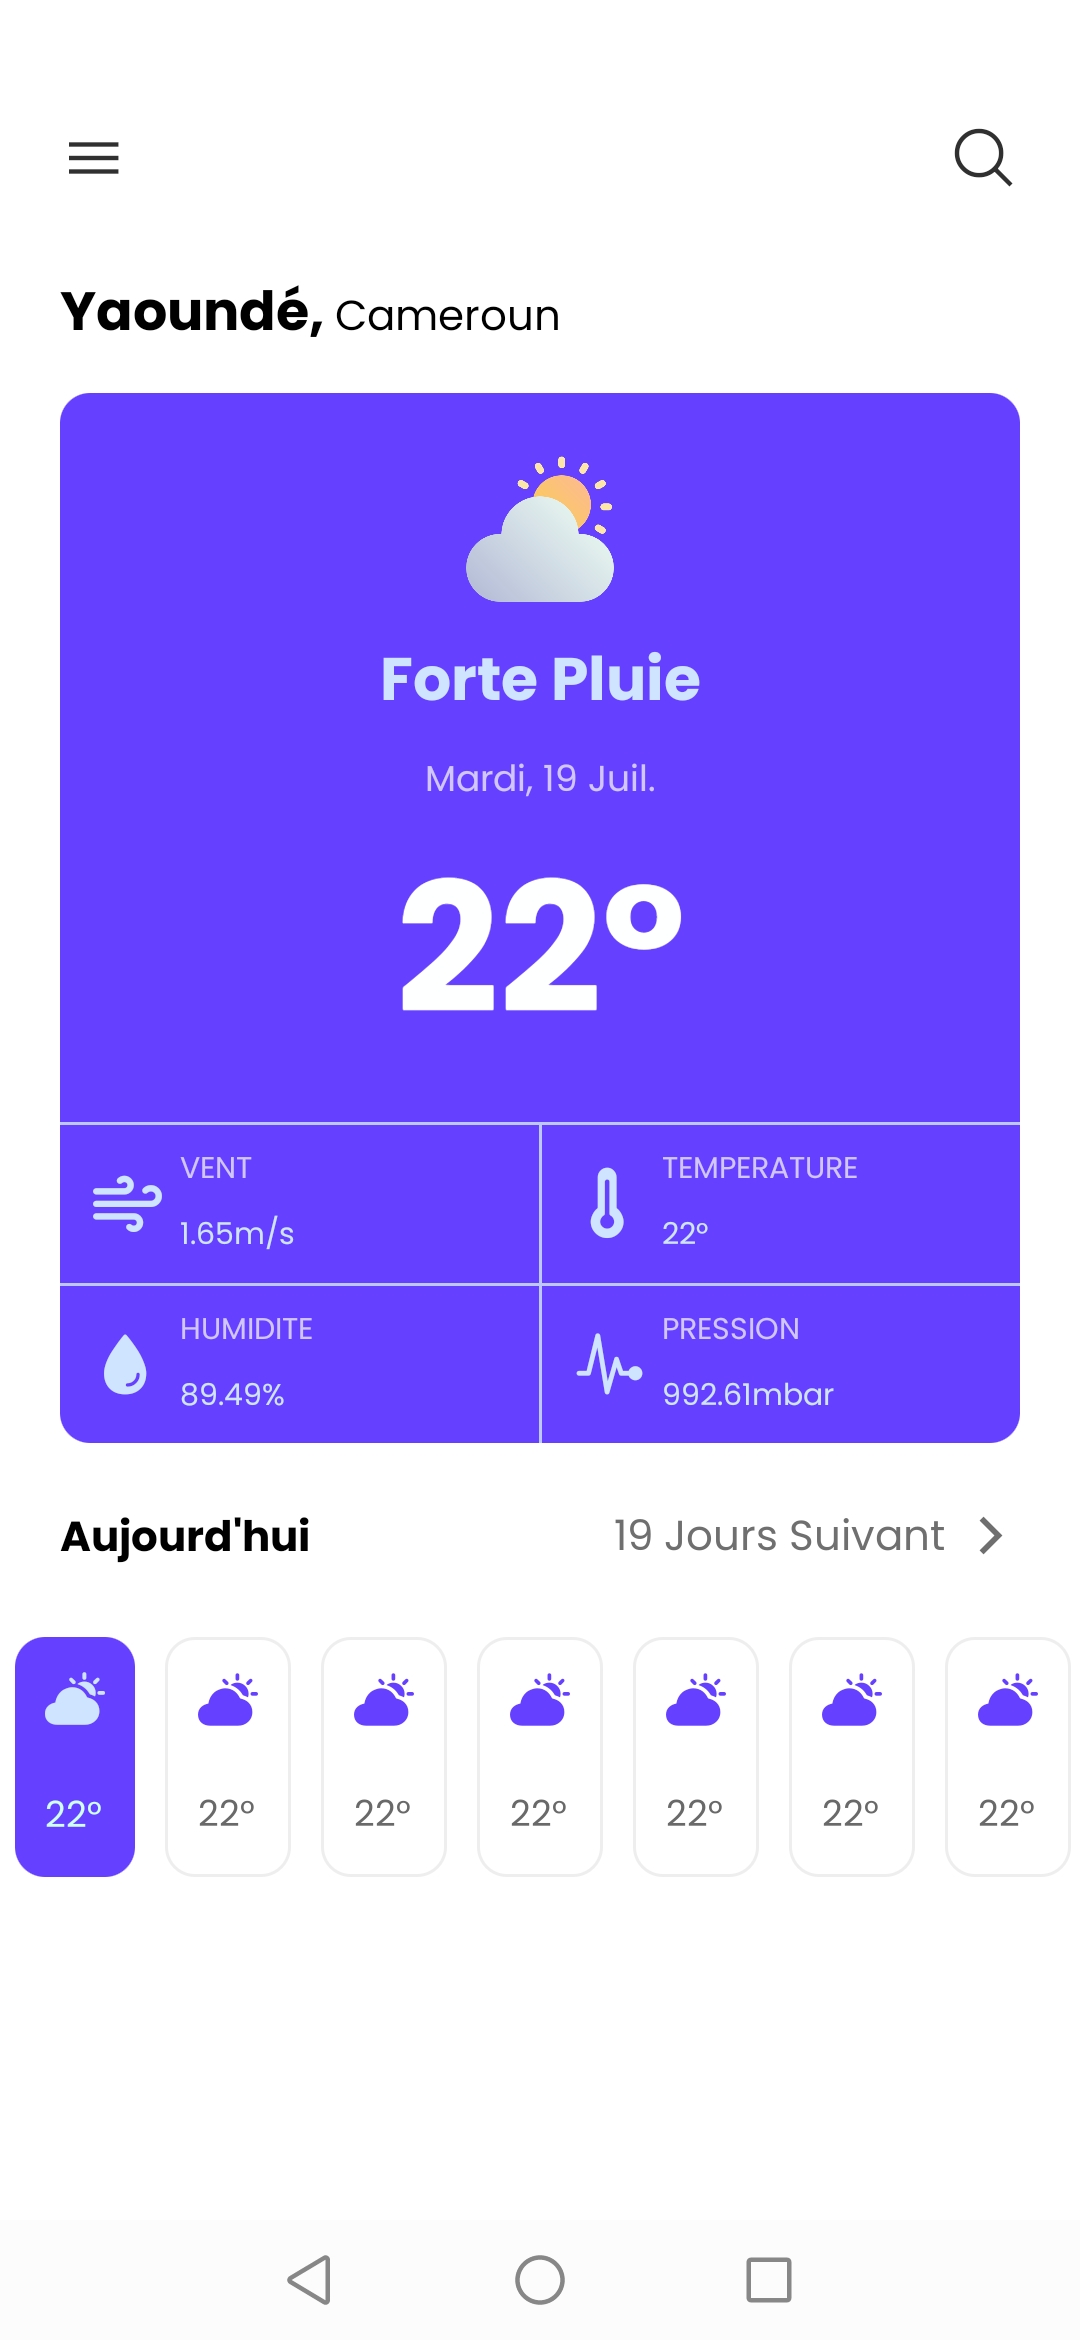 Yaoundé, Cameroun
Forte Pluie
Mardi, 19 Juil.
22°
VENT
1.65m/s
TEMPERATURE
22°
HUMIDITE
89.49%
PRESSION
992.61mbar
Aujourd'hui
19 Jours Suivant
22° 22° 22° 22° 22° 22° 22°